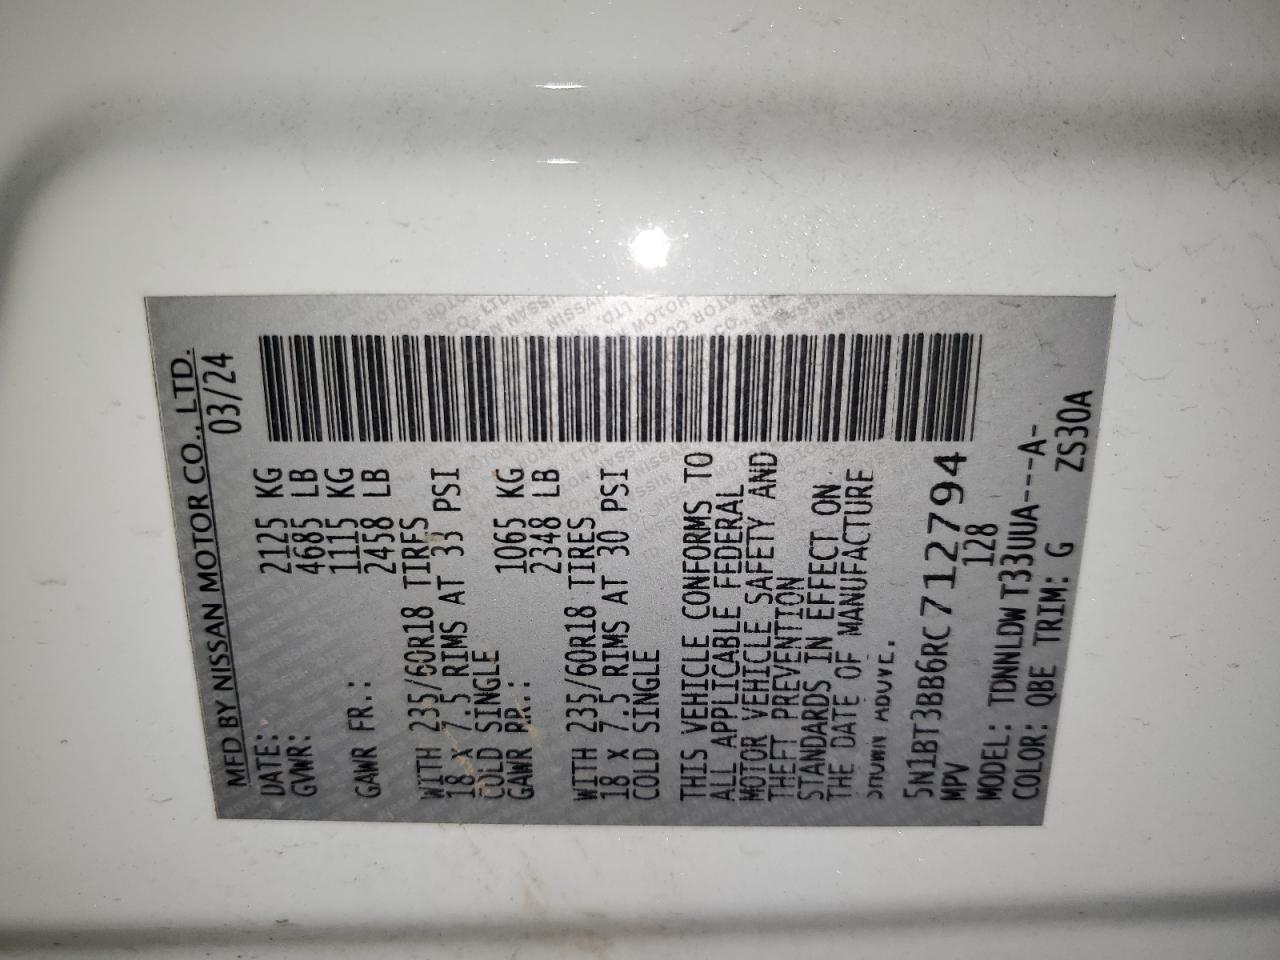 MFD BY NISSAN MOTOR CO., LTD.
DATE: 03/24
GVWR: 2125 KG
4685 LB
1115 KG
GAWR FR.: 2458 LB
WITH 235/60R18 TIRES
18 X 7.5 RIMS AT 33 PSI
COLD SINGLE
GAWR RR.: 1065 KG
2348 LB
WITH 235/60R18 TIRES
18 X 7.5 RIMS AT 30 PSI
COLD SINGLE
THIS VEHICLE CONFORMS TO
ALL APPLICABLE FEDERAL
MOTOR VEHICLE SAFETY AND
THEFT PREVENTION
STANDARDS IN EFFECT ON
THE DATE OF MANUFACTURE
SHOWN ABOVE.
5N1BT3BB6RC712794
MPV 128
MODEL: TDNNLDW T33UUA----A-
COLOR: QBE TRIM: G ZS30A